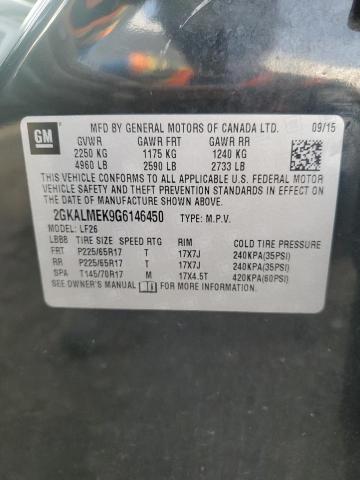 GM
MFD BY GENERAL MOTORS OF CANADA LTD. 09/15
GVWR GAWR FRT GAWR RR
2250 KG 1175 KG 1240 KG
4960 LB 2590 LB 2733 LB
THIS VEHICLE CONFORMS TO ALL APPLICABLE U.S. FEDERAL MOTOR
VEHICLE SAFETY, BUMPER, AND THEFT PREVENTION STANDARDS IN EFFECT ON
THE DATE OF MANUFACTURE SHOWN ABOVE.
2GKALMEK9G6146450 TYPE: M.P.V.
MODEL: LF26
LBBB TIRE SIZE SPEED RTG RIM COLD TIRE PRESSURE
FRT P225/65R17 T 17X7J 240KPA(35PSI)
RR P225/65R17 T 17X7J 240KPA(35PSI)
SPA T145/70R17 M 17X4.5T 420KPA(60PSI)
SEE OWNER'S MANUAL FOR ADDITIONAL INFORMATION